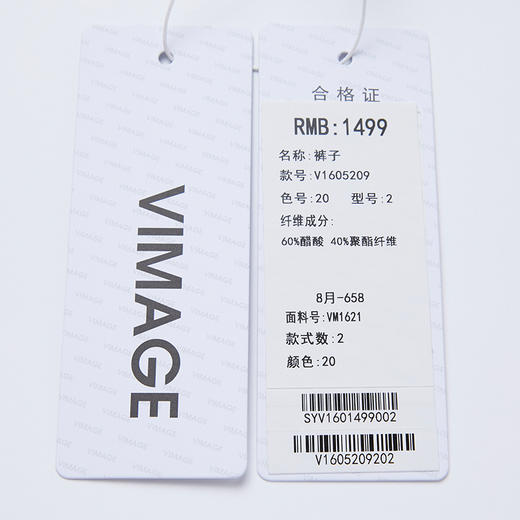 VIMAGE
合格证
RMB:1499
名称:裤子
款号:V1605209
色号:20 型号:2
纤维成分:
60%醋酸 40%聚酯纤维
8月-658
面料号:VM1621
款式数:2
颜色:20
SYV1601499002
V1605209202